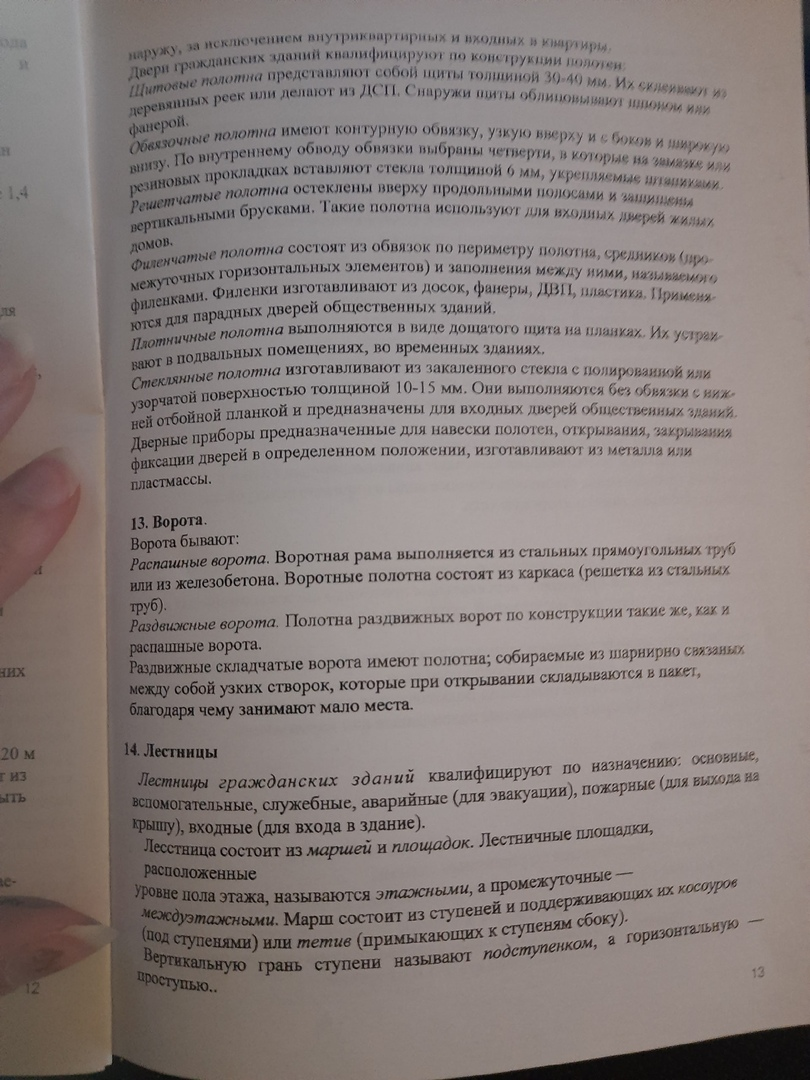 наружу, за исключением внутриквартирных и входных в квартиры.
Двери гражданских зданий квалифицируют по конструкции полотен:
Щитовые полотна представляют собой щиты толщиной 30-40 мм. Их склеивают из
деревянных реек или делают из ДСП. Снаружи щиты облицовывают шпоном или
фанерой.
Обвязочные полотна имеют контурную обвязку, узкую вверху и с боков и широкую
внизу. По внутреннему обводу обвязки выбраны четверти, в которые на замазке или
резиновых прокладках вставляют стекла толщиной 6 мм, укрепляемые штапиками.
Решетчатые полотна остеклены вверху продольными полосами и защищены
вертикальными брусками. Такие полотна используют для входных дверей жилых
домов.
Филенчатые полотна состоят из обвязок по периметру полотна, средников (про-
межуточных горизонтальных элементов) и заполнения между ними, называемого
филенками. Филенки изготавливают из досок, фанеры, ДВП, пластика. Применя-
ются для парадных дверей общественных зданий.
Плотничные полотна выполняются в виде дощатого щита на планках. Их устраи-
вают в подвальных помещениях, во временных зданиях.
Стеклянные полотна изготавливают из закаленного стекла с полированной или
узорчатой поверхностью толщиной 10-15 мм. Они выполняются без обвязки с ниж-
ней отбойной планкой и предназначены для входных дверей общественных зданий.
Дверные приборы предназначенные для навески полотен, открывания, закрывания
фиксации дверей в определенном положении, изготавливают из металла или
пластмассы.
13. Ворота.
Ворота бывают:
Распашные ворота. Воротная рама выполняется из стальных прямоугольных труб
или из железобетона. Воротные полотна состоят из каркаса (решетка из стальных
труб).
Раздвижные ворота. Полотна раздвижных ворот по конструкции такие же, как и
распашные ворота.
Раздвижные складчатые ворота имеют полотна; собираемые из шарнирно связаных
между собой узких створок, которые при открывании складываются в пакет,
благодаря чему занимают мало места.
14. Лестницы
Лестницы гражданских зданий квалифицируют по назначению: основные,
вспомогательные, служебные, аварийные (для эвакуации), пожарные (для выхода на
крышу), входные (для входа в здание).
Лесстница состоит из маршей и площадок. Лестничные площадки,
расположенные
уровне пола этажа, называются этажными, а промежуточные —
междуэтажными. Марш состоит из ступеней и поддерживающих их косоуров
(под ступенями) или тетив (примыкающих к ступеням сбоку).
Вертикальную грань ступени называют подступенком, а горизонтальную —
проступью..
13
1,4
20 м
12